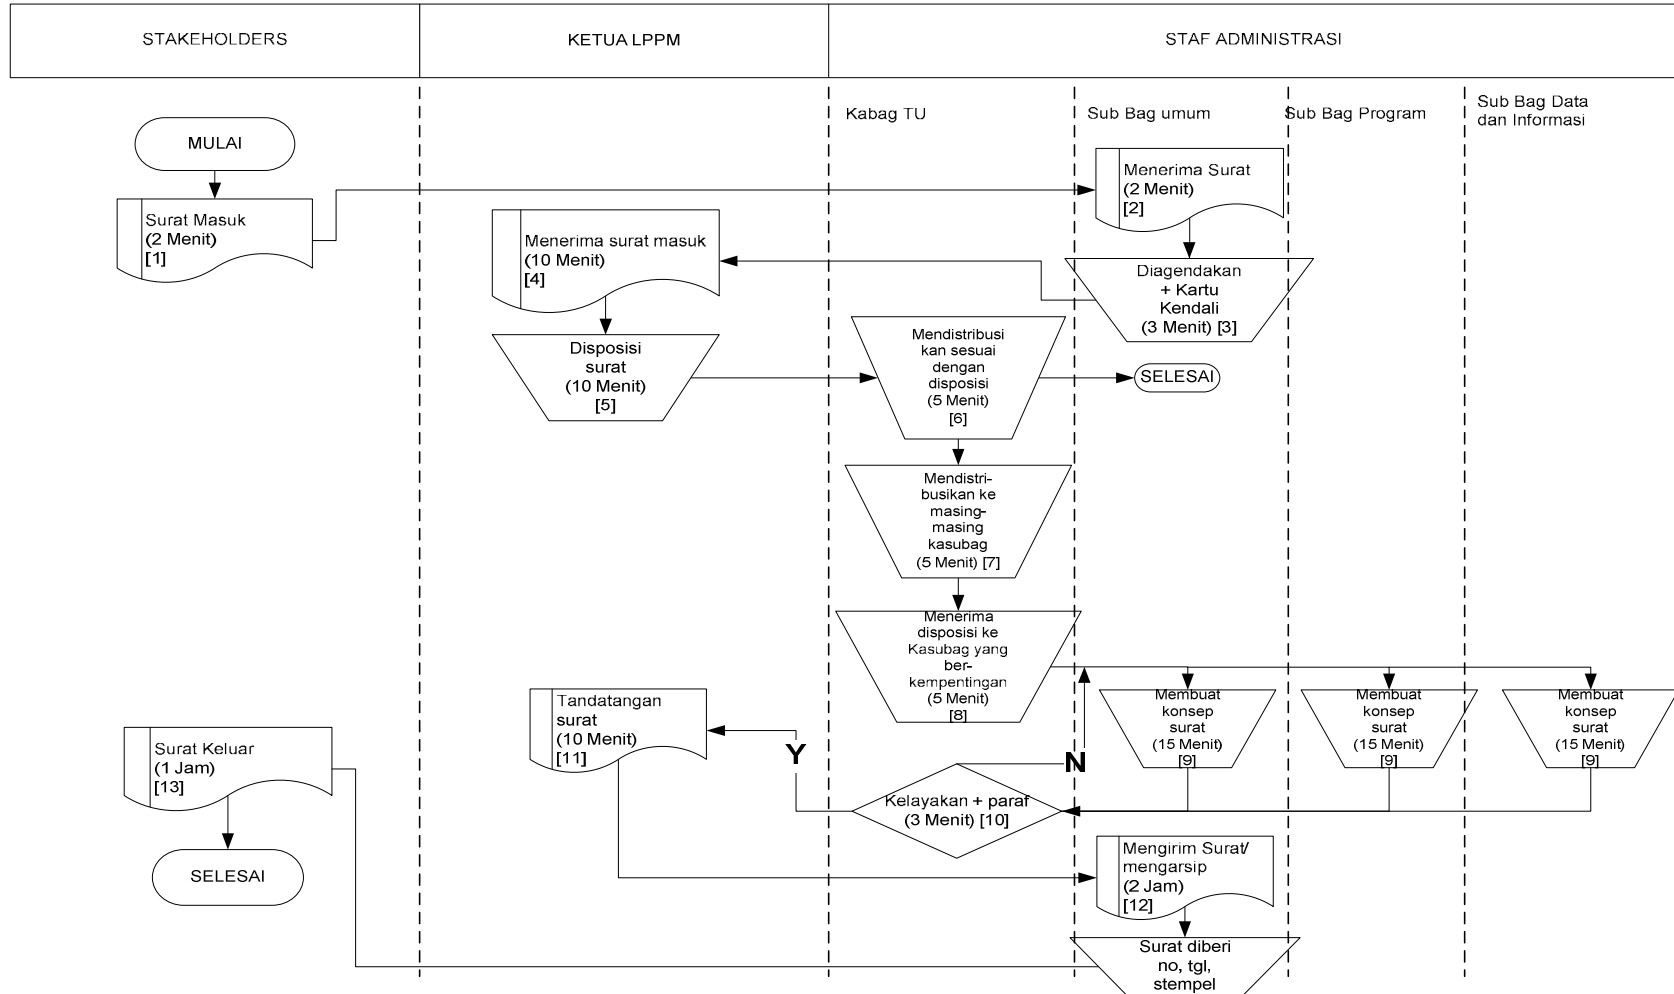 STAKEHOLDERS
KETUA LPPM
STAF ADMINISTRASI
Kabag TU
Sub Bag umum
Sub Bag Program
Sub Bag Data
dan Informasi
MULAI
Surat Masuk
(2 Menit)
[1]
Menerima Surat
(2 Menit)
[2]
Diagendakan
+ Kartu
Kendali
(3 Menit) [3]
Menerima surat masuk
(10 Menit)
[4]
Disposisi
surat
(10 Menit)
[5]
Mendistribusi
kan sesuai
dengan
disposisi
(5 Menit)
[6]
SELESAI
Mendistri-
busikan ke
masing-
masing
kasubag
(5 Menit) [7]
Menerima
disposisi ke
Kasubag yang
ber-
kempentingan
(5 Menit)
[8]
Membuat
konsep
surat
(15 Menit)
[9]
Membuat
konsep
surat
(15 Menit)
[9]
Membuat
konsep
surat
(15 Menit)
[9]
N
Kelayakan + paraf
(3 Menit) [10]
Y
Tandatangan
surat
(10 Menit)
[11]
Mengirim Surat/
mengarsip
(2 Jam)
[12]
Surat diberi
no, tgl,
stempel
Surat Keluar
(1 Jam)
[13]
SELESAI